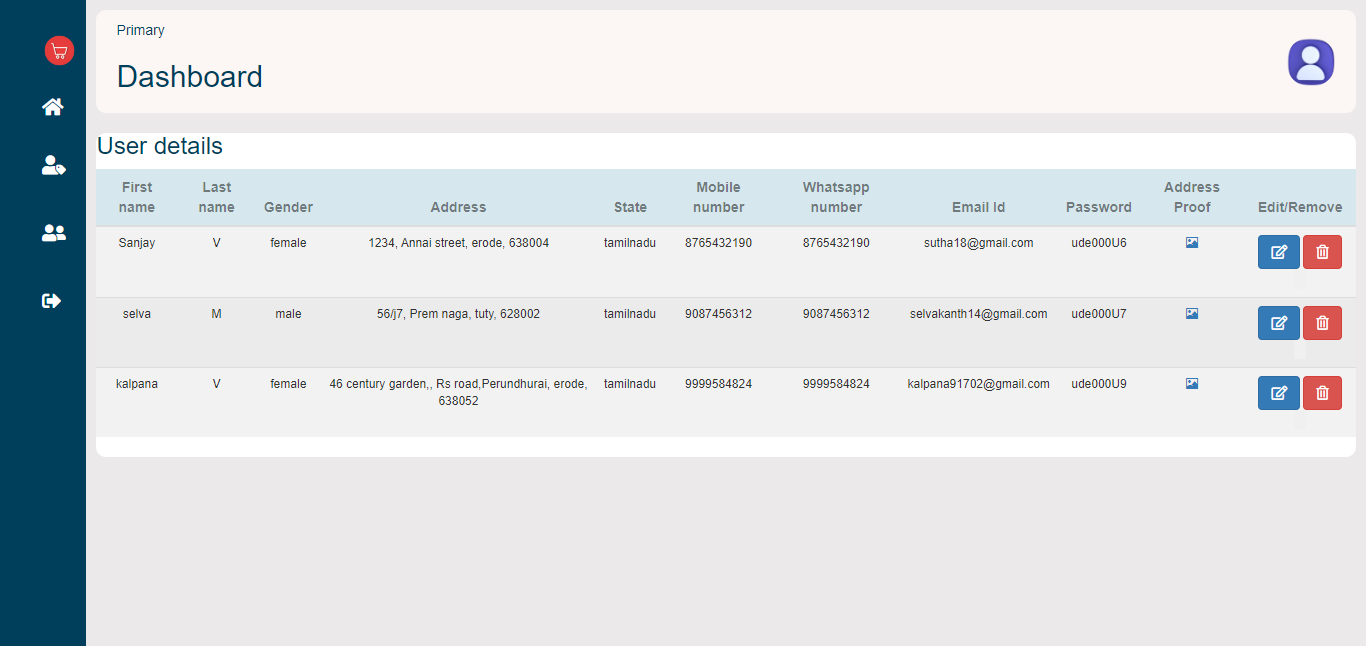 Primary
Dashboard
User details
First name Last name Gender Address State Mobile number Whatsapp number Email Id Password Address Proof Edit/Remove
Sanjay V female 1234, Annai street, erode, 638004 tamilnadu 8765432190 8765432190 sutha18@gmail.com ude000U6
selva M male 56/j7, Prem naga, tuty, 628002 tamilnadu 9087456312 9087456312 selvakanth14@gmail.com ude000U7
kalpana V female 46 century garden,, Rs road,Perundhurai, erode, 638052 tamilnadu 9999584824 9999584824 kalpana91702@gmail.com ude000U9